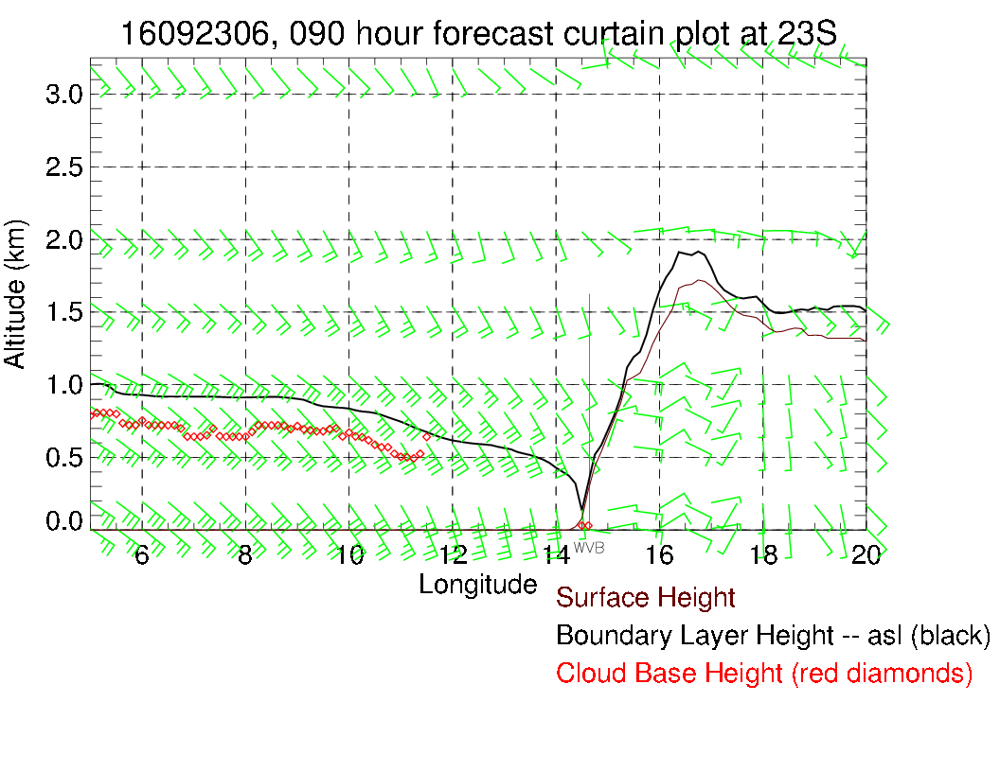 16092306, 090 hour forecast curtain plot at 23S
3.0
2.5
2.0
1.5
1.0
0.5
0.0
Altitude (km)
6 8 10 12 14 16 18 20
WVB
Longitude
Surface Height
Boundary Layer Height -- asl (black)
Cloud Base Height (red diamonds)